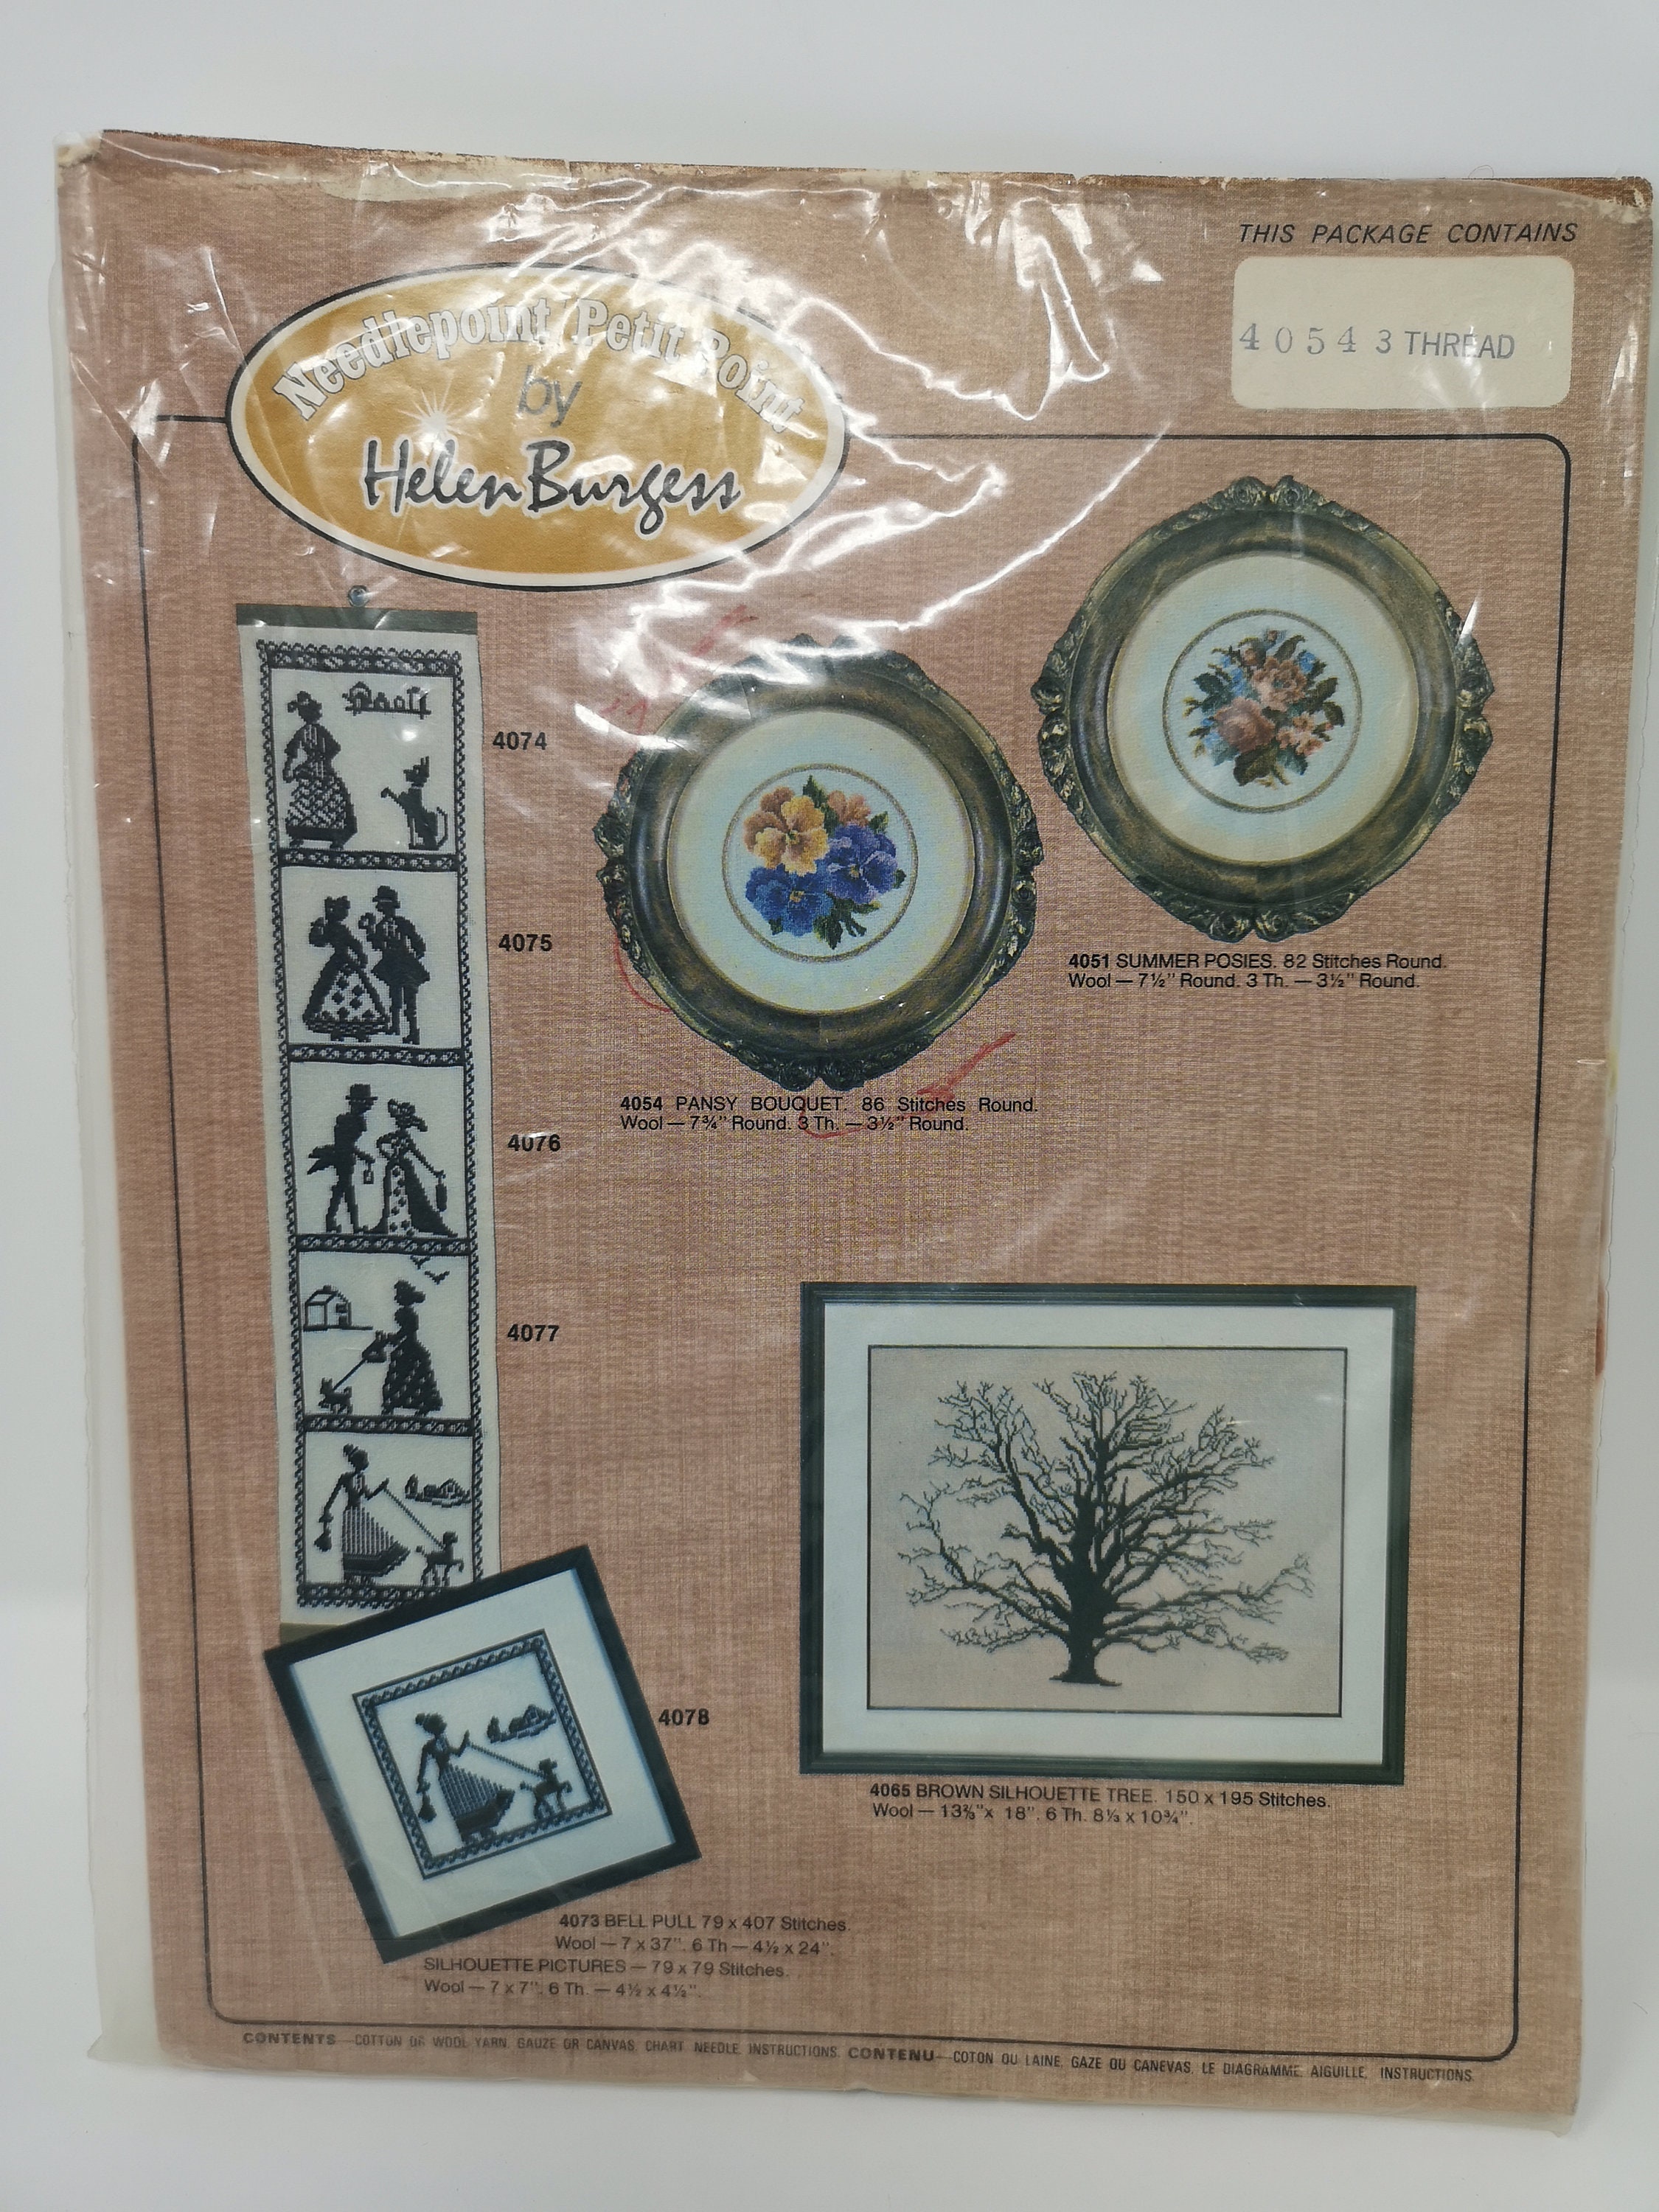 THIS PACKAGE CONTAINS
4054 3 THREAD
Needlepoint Petit Point
by
Helen Burgess
4074
4075
4076
4077
4078
4051 SUMMER POSIES. 82 Stitches Round.
Wool — 7½" Round. 3 Th. — 3½" Round.
4054 PANSY BOUQUET. 86 Stitches Round.
Wool — 7¾" Round. 3 Th. — 3½" Round.
4065 BROWN SILHOUETTE TREE. 150 x 195 Stitches.
Wool — 13⅝" x 18". 6 Th. 8⅓ x 10¾".
4073 BELL PULL 79 x 407 Stitches.
Wool — 7 x 37". 6 Th — 4½ x 24".
SILHOUETTE PICTURES — 79 x 79 Stitches.
Wool — 7 x 7". 6 Th. — 4½ x 4½".
CONTENTS—COTTON OR WOOL YARN. GAUZE OR CANVAS. CHART. NEEDLE. INSTRUCTIONS. CONTENU—COTON OU LAINE, GAZE OU CANEVAS, LE DIAGRAMME, AIGUILLE, INSTRUCTIONS.